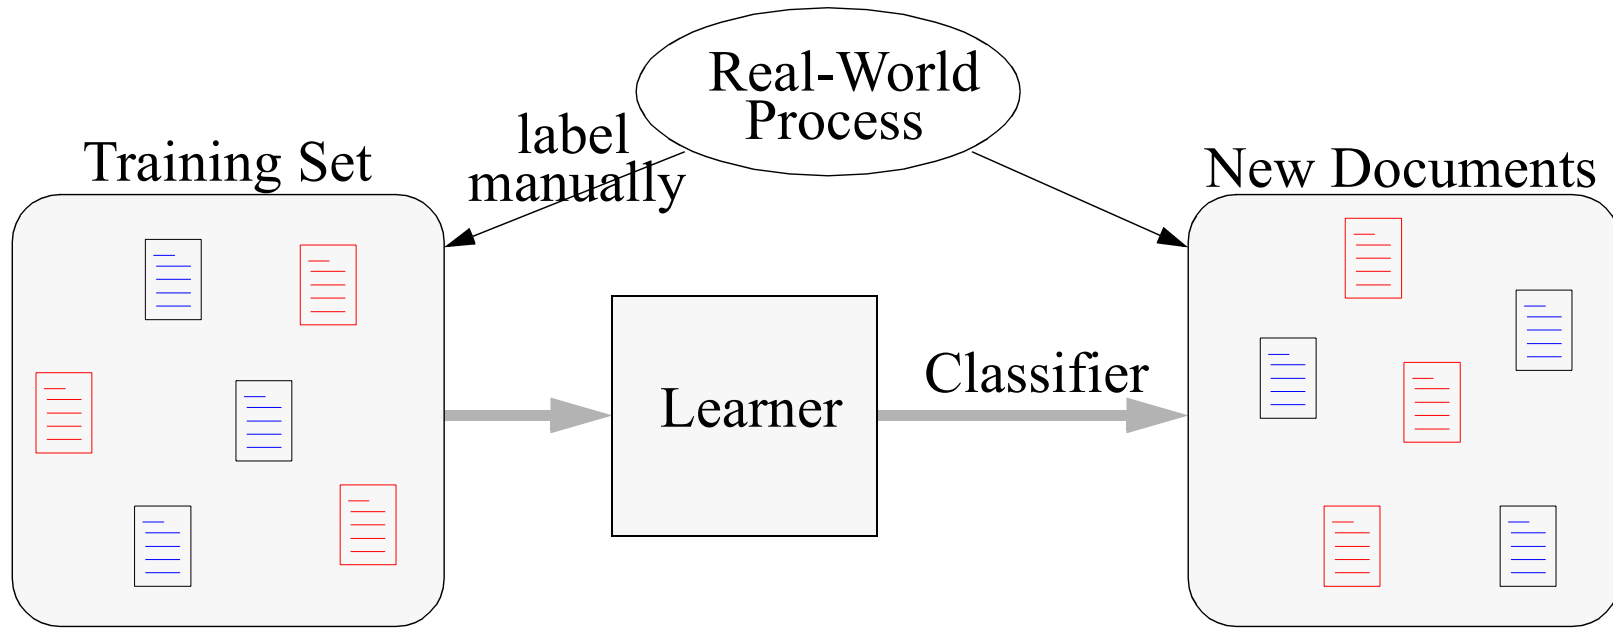 Real-World
Process
label
manually
Training Set
New Documents
Learner
Classifier